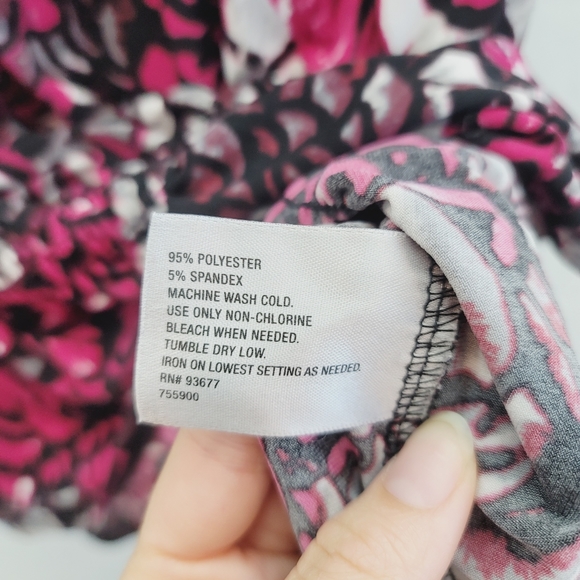 95% POLYESTER
5% SPANDEX
MACHINE WASH COLD.
USE ONLY NON-CHLORINE
BLEACH WHEN NEEDED.
TUMBLE DRY LOW.
IRON ON LOWEST SETTING AS NEEDED.
RN# 93677
755900